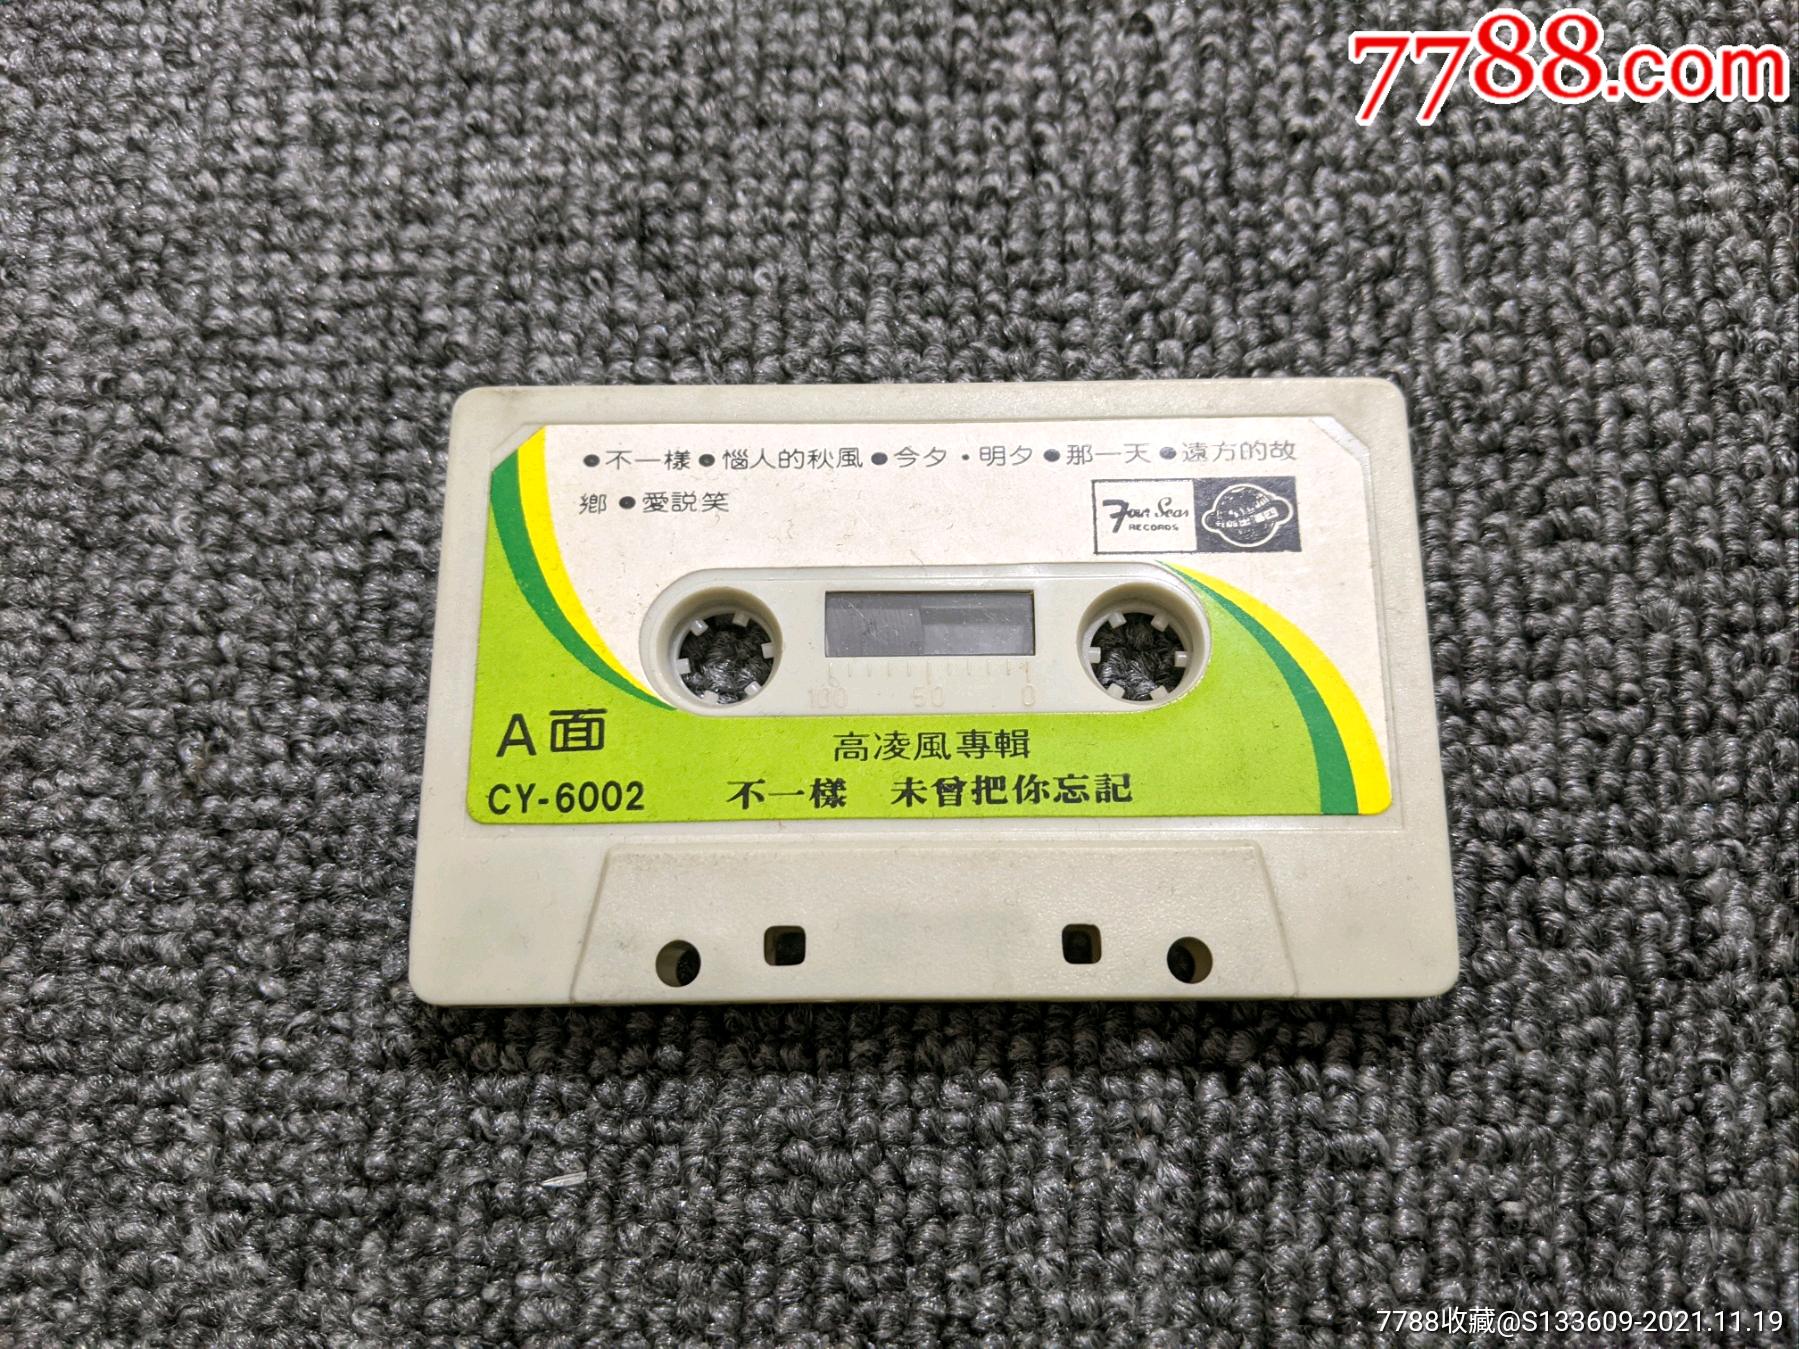 7788.com
●不一樣●惱人的秋風●今夕·明夕●那一天●遠方的故
鄉●愛説笑
Four Seas
RECORDS
100 50 0
A面
高凌風專輯
CY-6002 不一樣 未曾把你忘記
7788收藏@S133609-2021.11.19